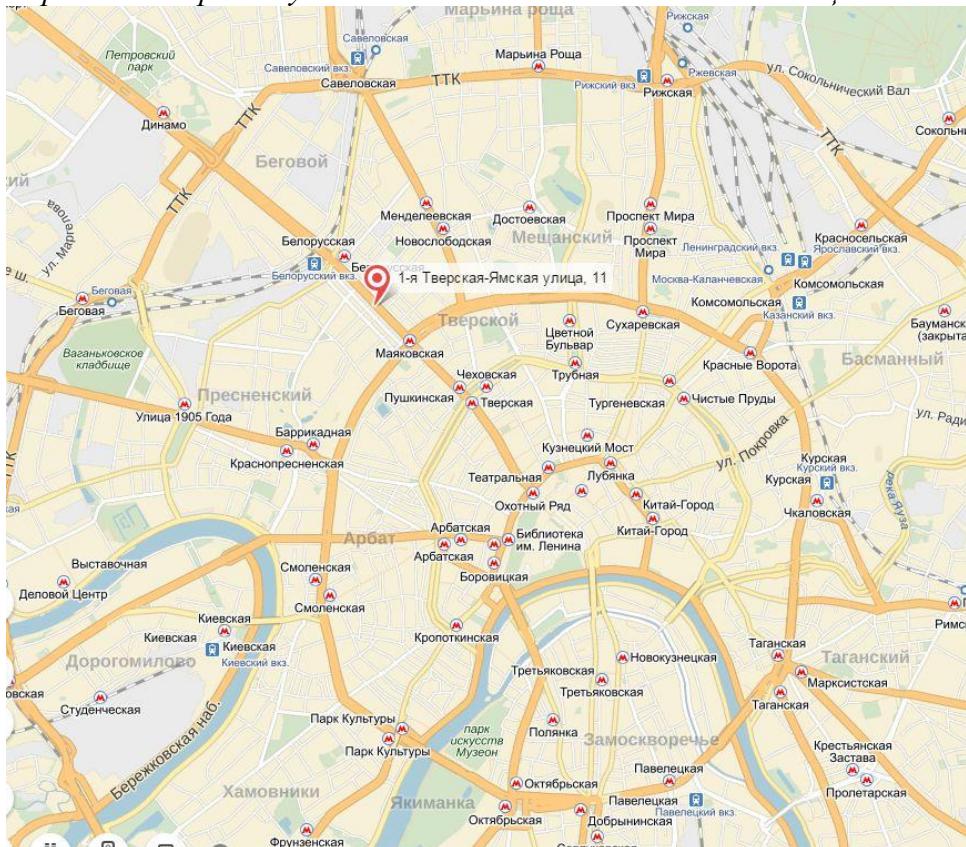 Марьина роща
Рижская
Савеловская
Петровский
парк
Савеловский вкз.
Савеловская
Марьина Роща
ТТК
Рижский вкз.
Ржевская
Рижская
ул. Сокольнический Вал
Динамо
ТТК
ТТК
Беговой
ул. Мартелова
ТТК
Менделеевская
Новослободская
Достоевская
Мещанский
Проспект Мира
Проспект
Мира
Красносельская
Ленинградский вкз.
Ярославский вкз.
Белорусская
Белорусский вкз.
1-я Тверская-Ямская улица, 11
Москва-Каланчевская
Комсомольская
Комсомольская
Казанский вкз.
Беговая
Беговая
Тверской
Цветной
Бульвар
Сухаревская
Маяковская
Ваганьковское
кладбище
Чеховская
Трубная
Красные Ворота
Басманный
Пресненский
Пушкинская
Тверская
Тургеневская
Чистые Пруды
Улица 1905 Года
Баррикадная
Краснопресненская
Кузнецкий Мост
ул. Покровка
Театральная
Лубянка
Курская
Курский вкз.
Курская
река Яуза
Охотный Ряд
Китай-Город
Китай-Город
Чкаловская
Арбат
Арбатская
Арбатская
Библиотека
им. Ленина
Боровицкая
Выставочная
Деловой Центр
Смоленская
Смоленская
Киевская
Киевская
Киевская
Киевский вкз.
Кропоткинская
Дорогомилово
Новокузнецкая
Третьяковская
Третьяковская
Таганская
Таганский
Марксистская
Таганская
Студенческая
Бережковская наб.
Парк Культуры
Парк Культуры
парк
искусств
Музеон
Полянка
Замоскворечье
Крестьянская
Застава
Пролетарская
Хамовники
Якиманка
Октябрьская
Октябрьская
Павелецкая
Павелецкая
Павелецкий вкз.
Добрынинская
Фрунзенская